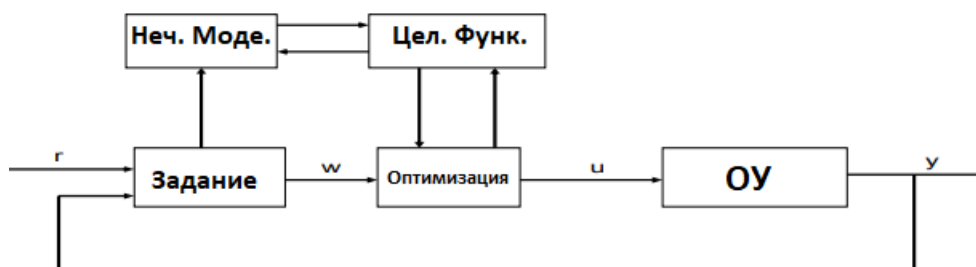 Неч. Моде.
Цел. Функ.
r
Задание
w
Оптимизация
u
ОУ
y